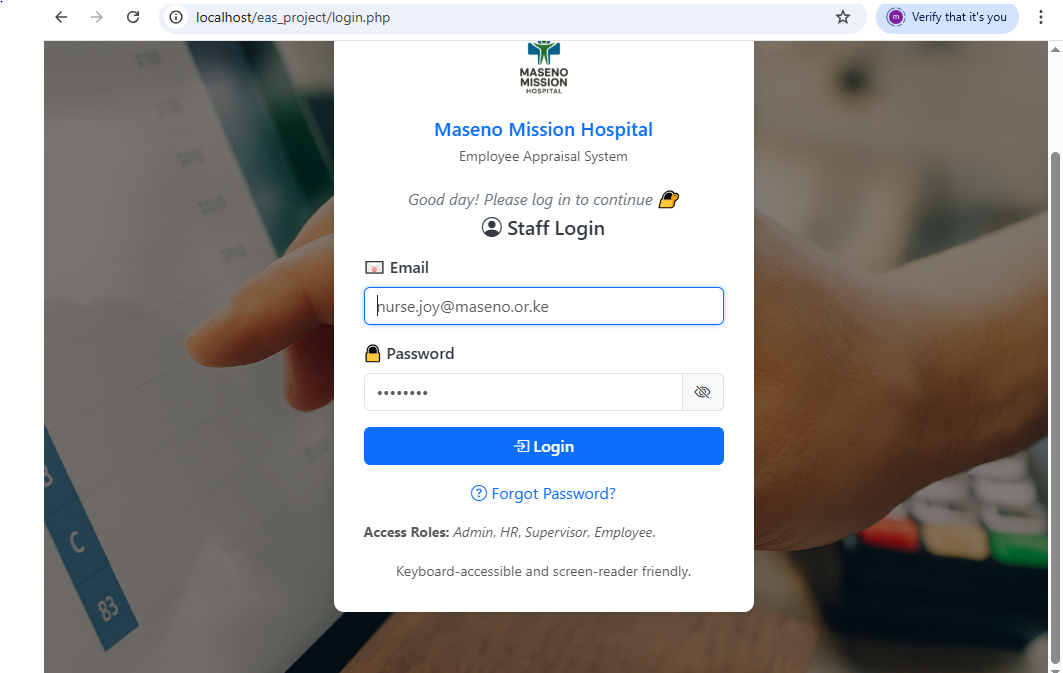 localhost/eas_project/login.php
m
Verify that it's you
MASENO
MISSION
HOSPITAL
Maseno Mission Hospital
Employee Appraisal System
Good day! Please log in to continue
Staff Login
Email
nurse.joy@maseno.or.ke
Password
••••••••
Login
Forgot Password?
Access Roles: Admin, HR, Supervisor, Employee.
Keyboard-accessible and screen-reader friendly.
C
83